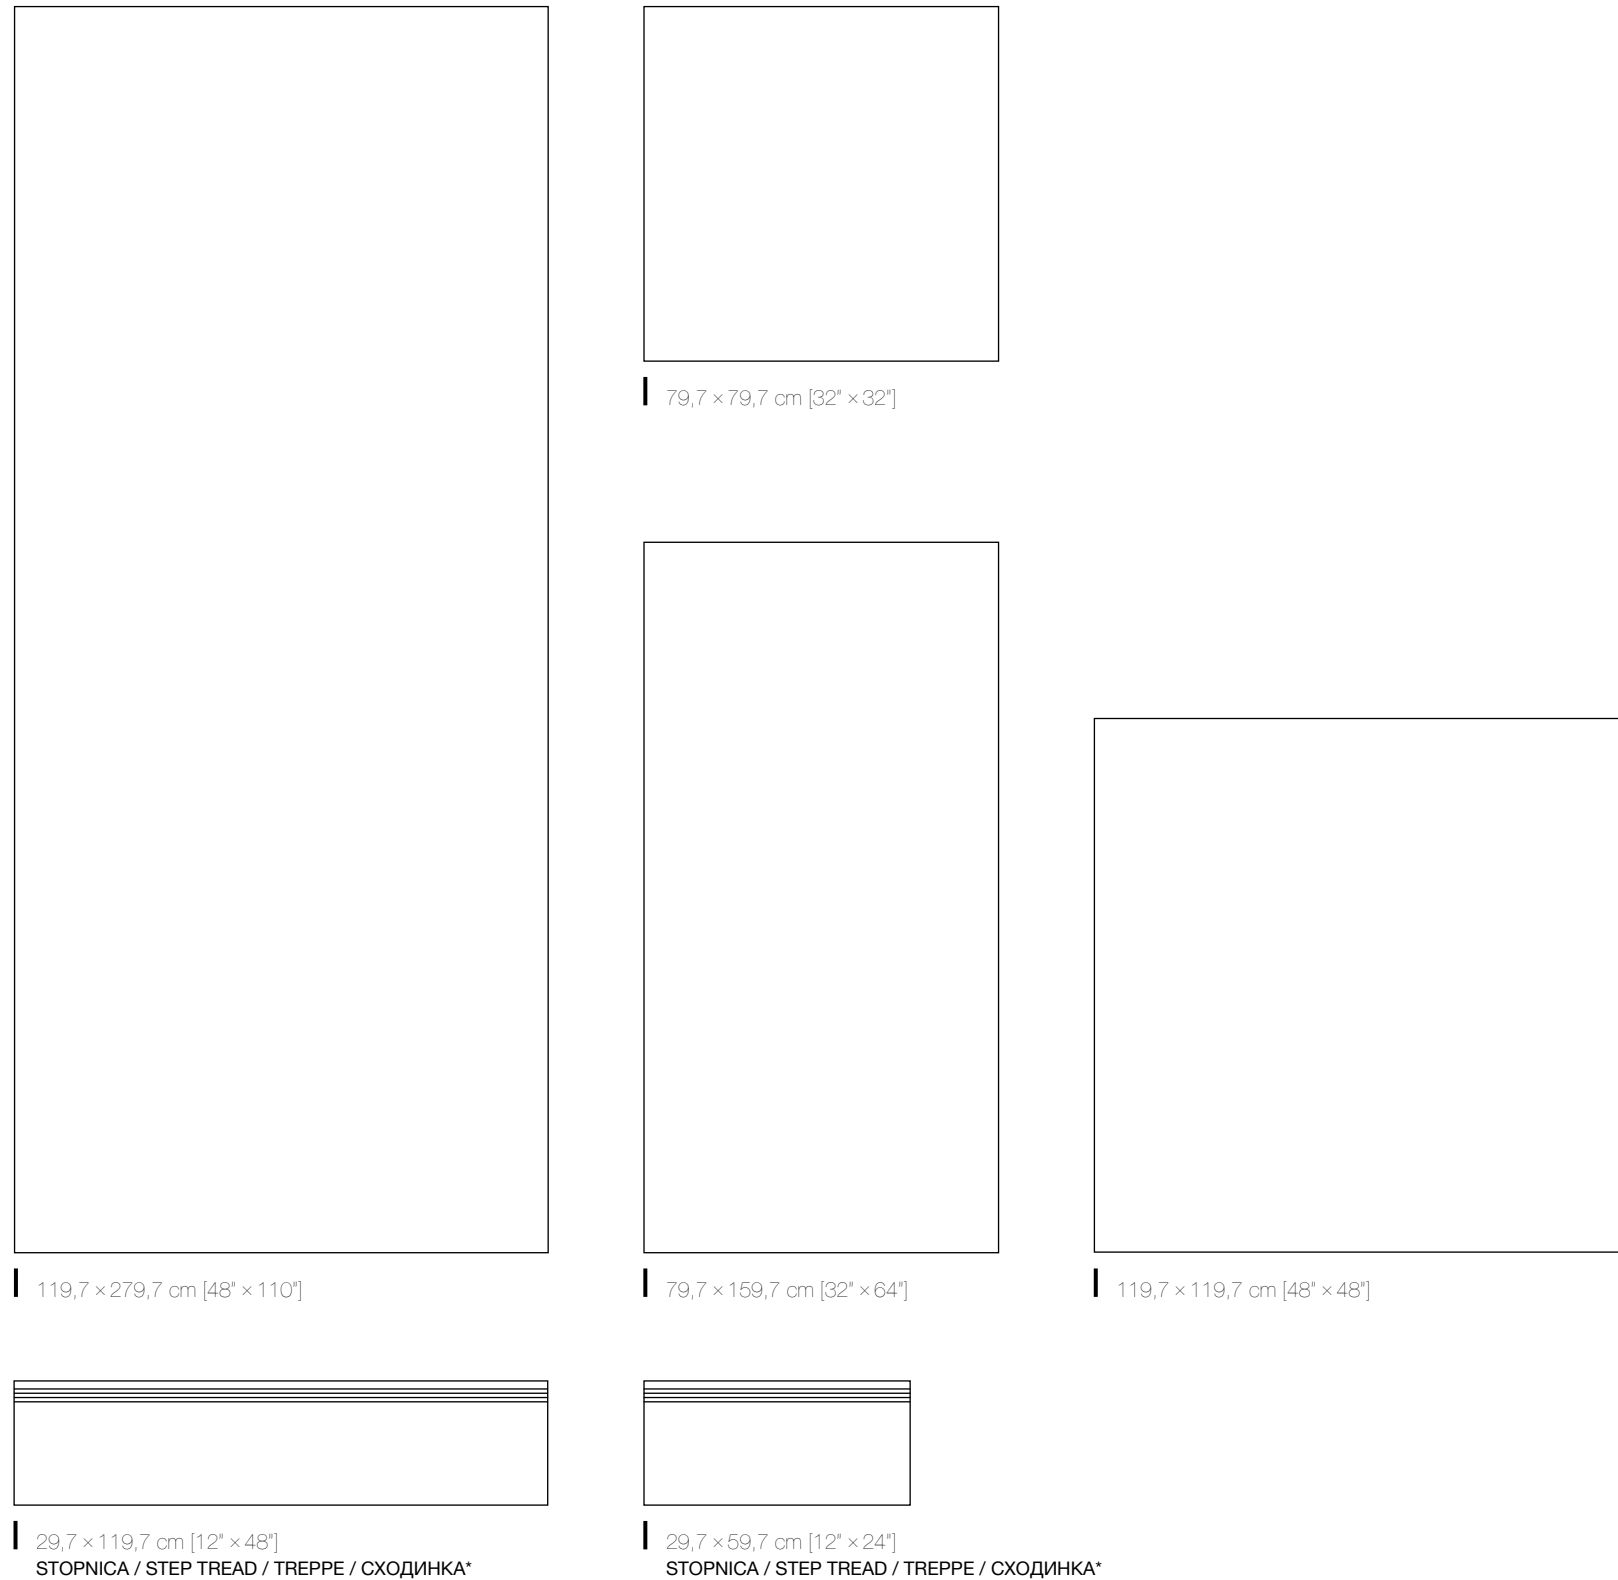 79,7 × 79,7 cm [32" × 32"]
119,7 × 279,7 cm [48" × 110"]
79,7 × 159,7 cm [32" × 64"]
119,7 × 119,7 cm [48" × 48"]
29,7 × 119,7 cm [12" × 48"]
STOPNICA / STEP TREAD / TREPPE / СХОДИНКА*
29,7 × 59,7 cm [12" × 24"]
STOPNICA / STEP TREAD / TREPPE / СХОДИНКА*